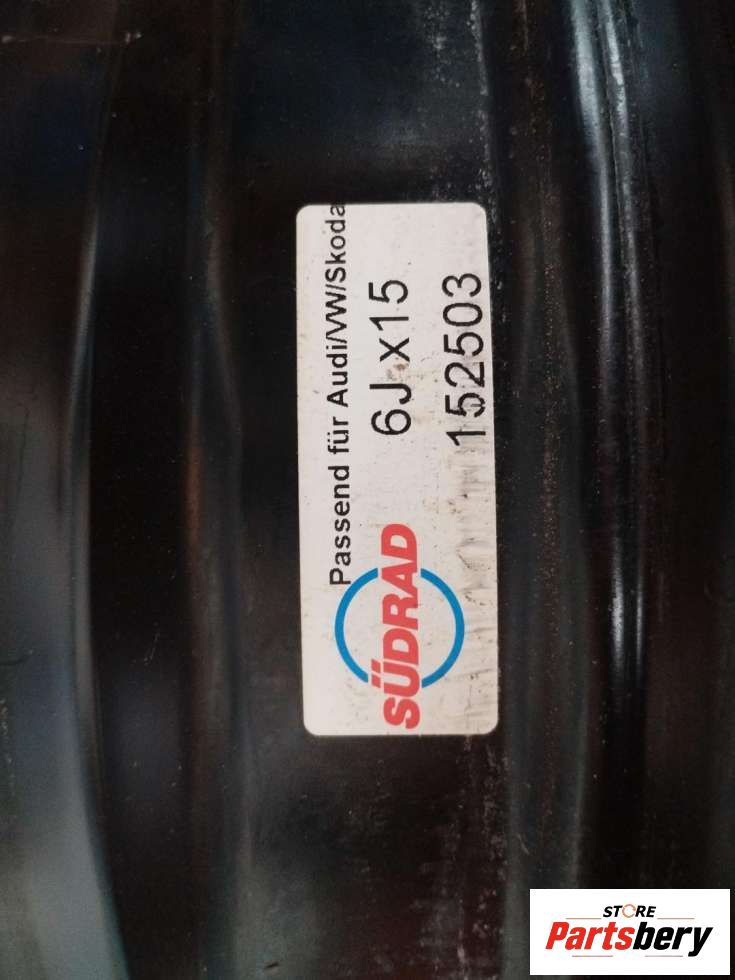 Passend für Audi/VW/Skoda
6J x15
152503
SÜDRAD
STORE
Partsbery